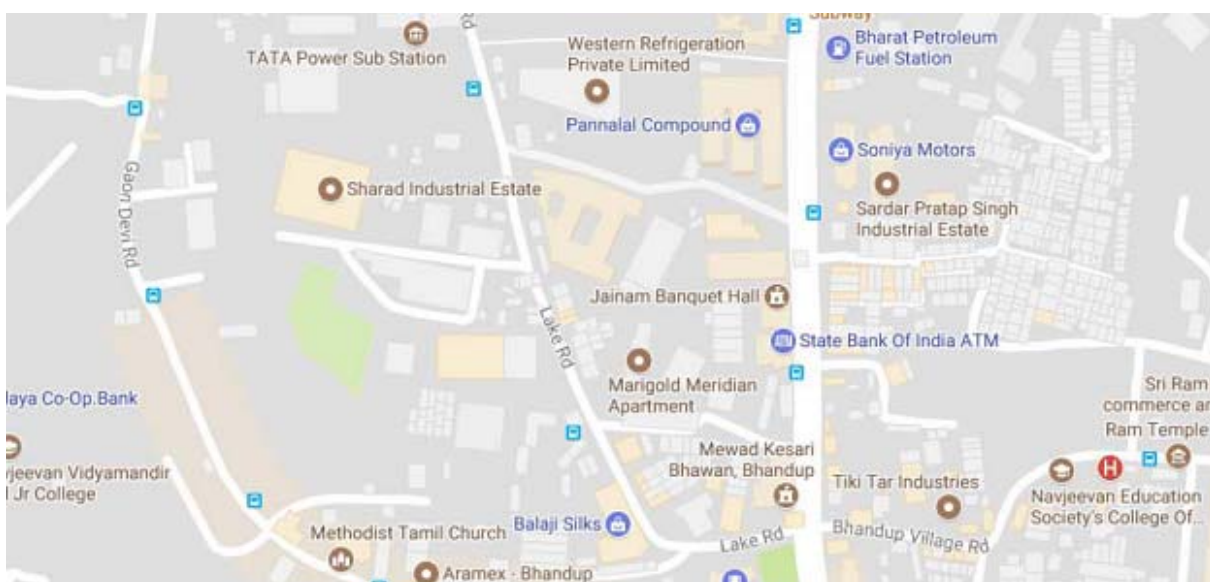 Subway
Rd
TATA Power Sub Station
Western Refrigeration
Private Limited
Bharat Petroleum
Fuel Station
Pannalal Compound
Soniya Motors
Sharad Industrial Estate
Gaon Devi Rd
Sardar Pratap Singh
Industrial Estate
Jainam Banquet Hall
Lake Rd
ATM
State Bank Of India ATM
Marigold Meridian
Apartment
Sri Ram
commerce ar
Ram Temple
laya Co-Op.Bank
Mewad Kesari
Bhawan, Bhandup
H
vjeevan Vidyamandir
l Jr College
Tiki Tar Industries
Navjeevan Education
Society's College Of...
Methodist Tamil Church
Balaji Silks
Lake Rd
Bhandup Village Rd
Aramex - Bhandup